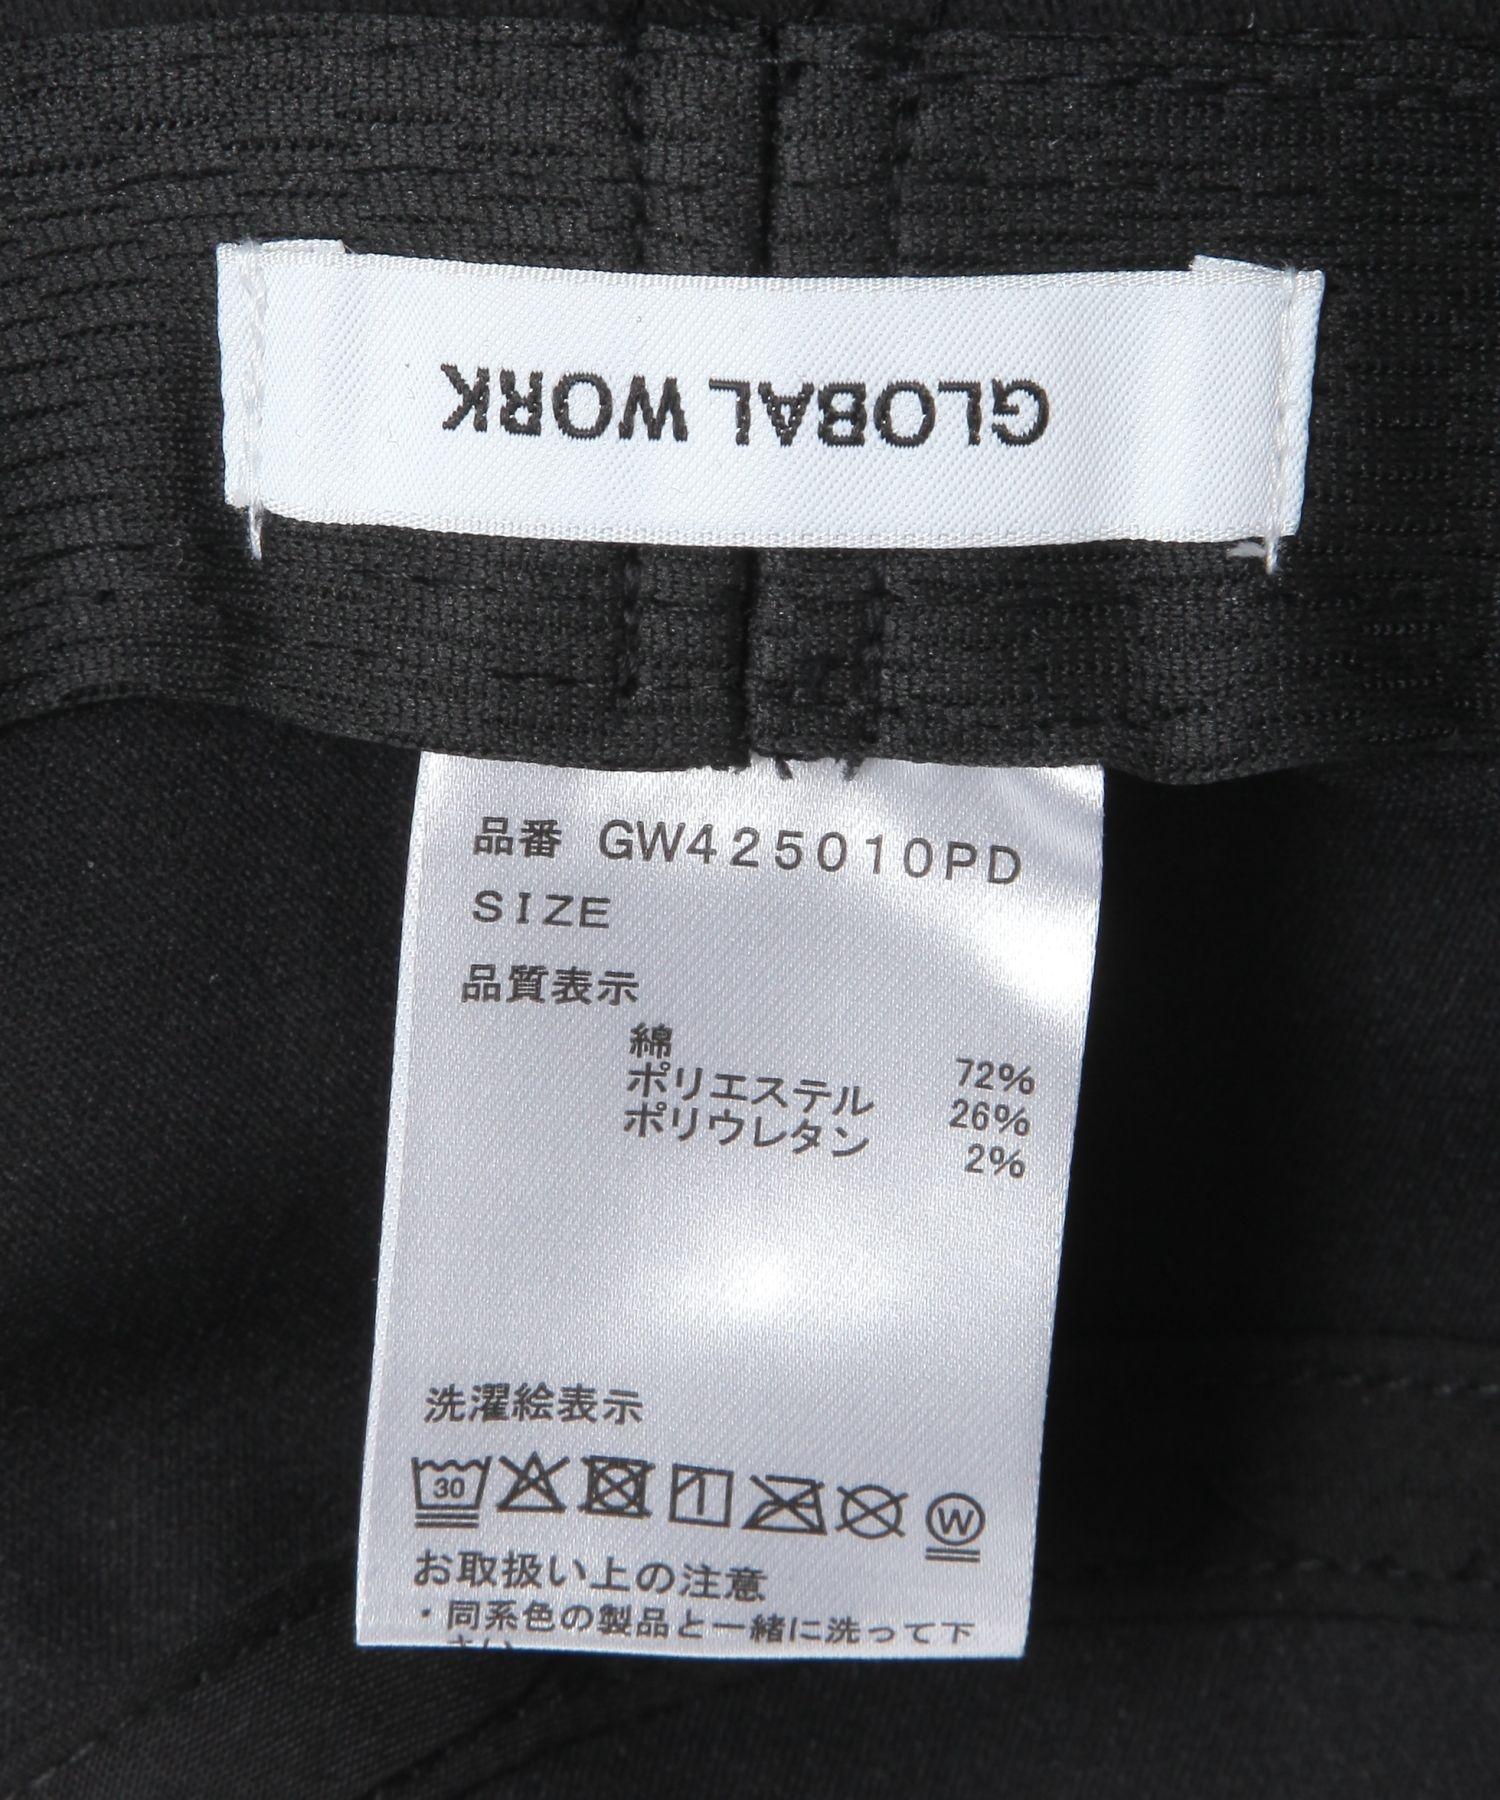 GLOBAL WORK
品番 GW425010PD
SIZE
品質表示
綿 72%
ポリエステル 26%
ポリウレタン 2%
洗濯絵表示
30 W
お取扱い上の注意
・同系色の製品と一緒に洗って下
さい